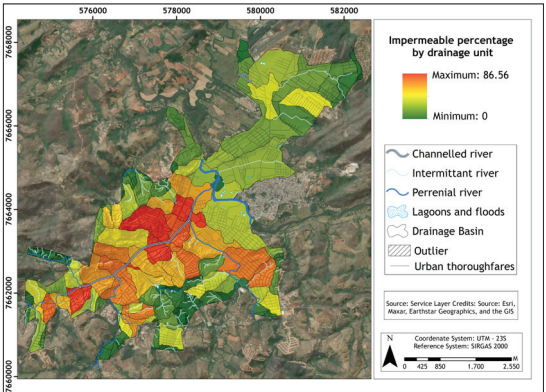 576000
578000
580000
582000
7668000
7666000
7664000
7662000
7660000
Impermeable percentage
by drainage unit
Maximum: 86.56
Minimum: 0
Channelled river
Intermittant river
Perrenial river
Lagoons and floods
Drainage Basin
Outlier
Urban thoroughfares
Source: Service Layer Credits: Source: Esri,
Maxar, Earthstar Geographics, and the GIS
N
Coordinate System: UTM - 23S
Reference System: SIRGAS 2000
M
0 425 850 1.700 2.550